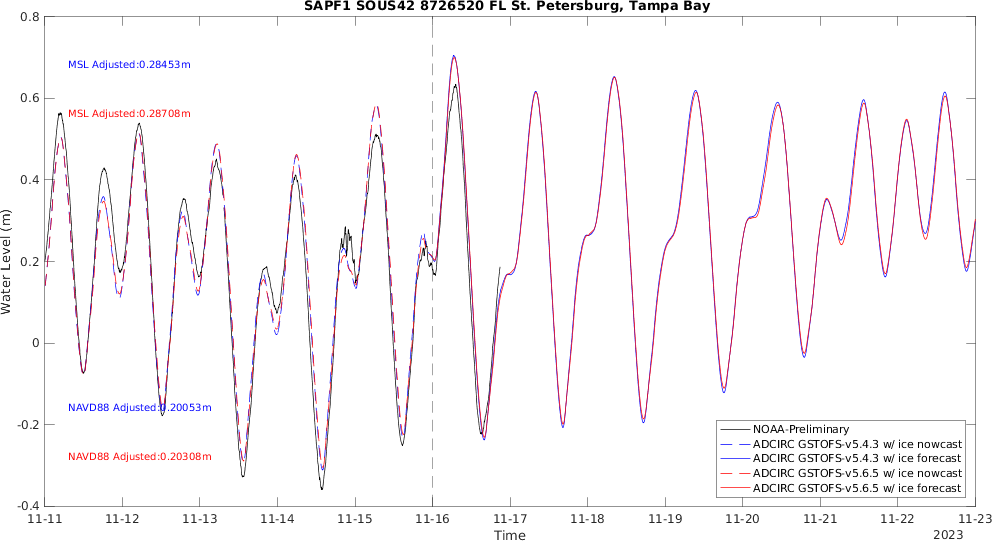 SAPF1 SOUS42 8726520 FL St. Petersburg, Tampa Bay
0.8
0.6
0.4
0.2
0
-0.2
-0.4
Water Level (m)
MSL Adjusted:0.28453m
MSL Adjusted:0.28708m
NAVD88 Adjusted:0.20053m
NAVD88 Adjusted:0.20308m
NOAA-Preliminary
ADCIRC GSTOFS-v5.4.3 w/ ice nowcast
ADCIRC GSTOFS-v5.4.3 w/ ice forecast
ADCIRC GSTOFS-v5.6.5 w/ ice nowcast
ADCIRC GSTOFS-v5.6.5 w/ ice forecast
11-11 11-12 11-13 11-14 11-15 11-16 11-17 11-18 11-19 11-20 11-21 11-22 11-23
Time
2023